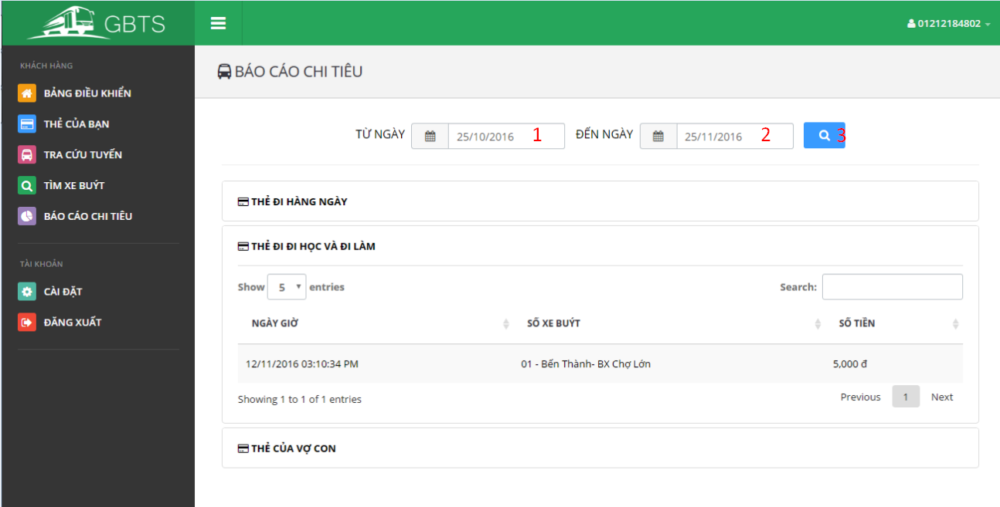 GBTS
01212184802
KHÁCH HÀNG
BẢNG ĐIỀU KHIỂN
THẺ CỦA BẠN
TRA CỨU TUYẾN
TÌM XE BUÝT
BÁO CÁO CHI TIÊU
TÀI KHOẢN
CÀI ĐẶT
ĐĂNG XUẤT
BÁO CÁO CHI TIÊU
TỪ NGÀY 25/10/2016 1 ĐẾN NGÀY 25/11/2016 2 3
THẺ ĐI HÀNG NGÀY
THẺ ĐI ĐI HỌC VÀ ĐI LÀM
Show 5 entries Search:
NGÀY GIỜ SỐ XE BUÝT SỐ TIỀN
12/11/2016 03:10:34 PM 01 - Bến Thành- BX Chợ Lớn 5,000 đ
Showing 1 to 1 of 1 entries Previous 1 Next
THẺ CỦA VỢ CON